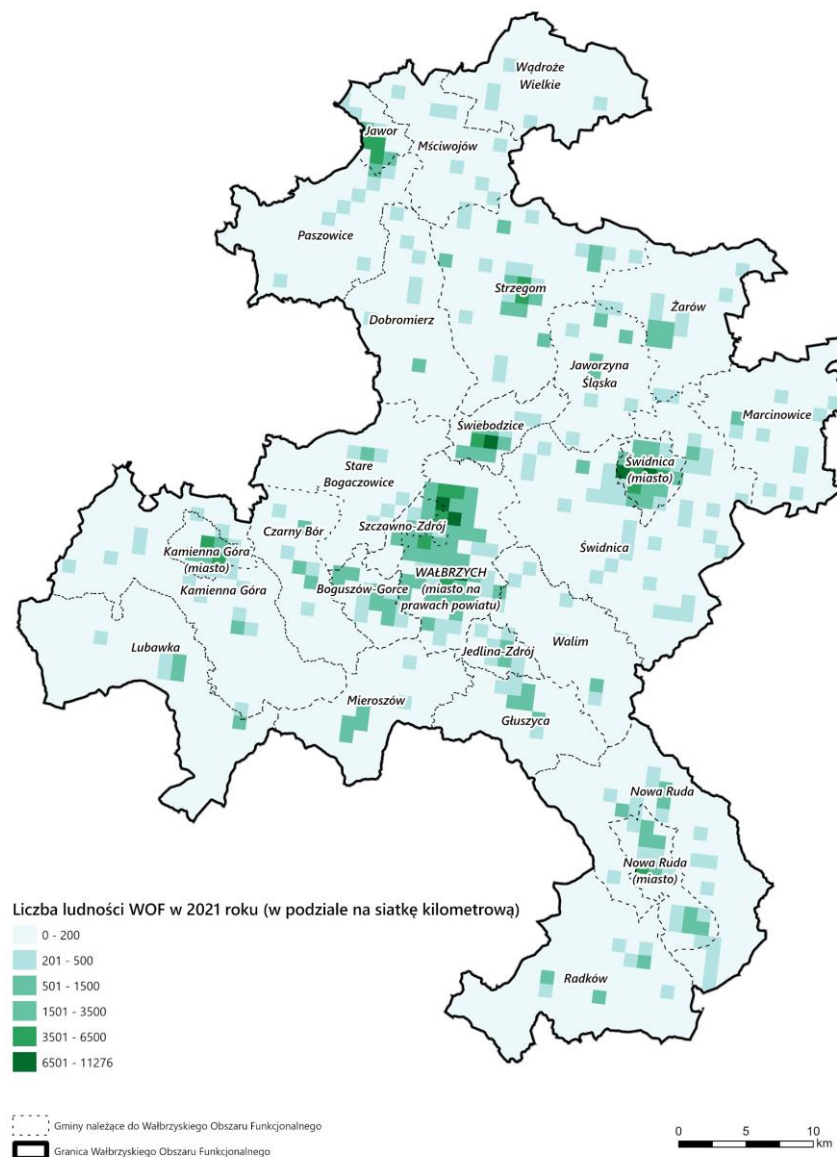 Wądroże
Wielkie
Jawor
Mściwojów
Paszowice
Strzegom
Żarów
Dobromierz
Jaworzyna
Śląska
Marcinowice
Świebodzice
Stare
Bogaczowice
Świdnica
(miasto)
Szczawno-Zdrój
Czarny Bór
Kamienna Góra
(miasto)
Świdnica
Kamienna Góra
Boguszów-Gorce
WAŁBRZYCH
(miasto na
prawach powiatu)
Walim
Lubawka
Jedlina-Zdrój
Mieroszów
Głuszyca
Nowa Ruda
Nowa Ruda
(miasto)
Radków
Liczba ludności WOF w 2021 roku (w podziale na siatkę kilometrową)
0 - 200
201 - 500
501 - 1500
1501 - 3500
3501 - 6500
6501 - 11276
Gminy należące do Wałbrzyskiego Obszaru Funkcjonalnego
Granica Wałbrzyskiego Obszaru Funkcjonalnego
0 5 10
km